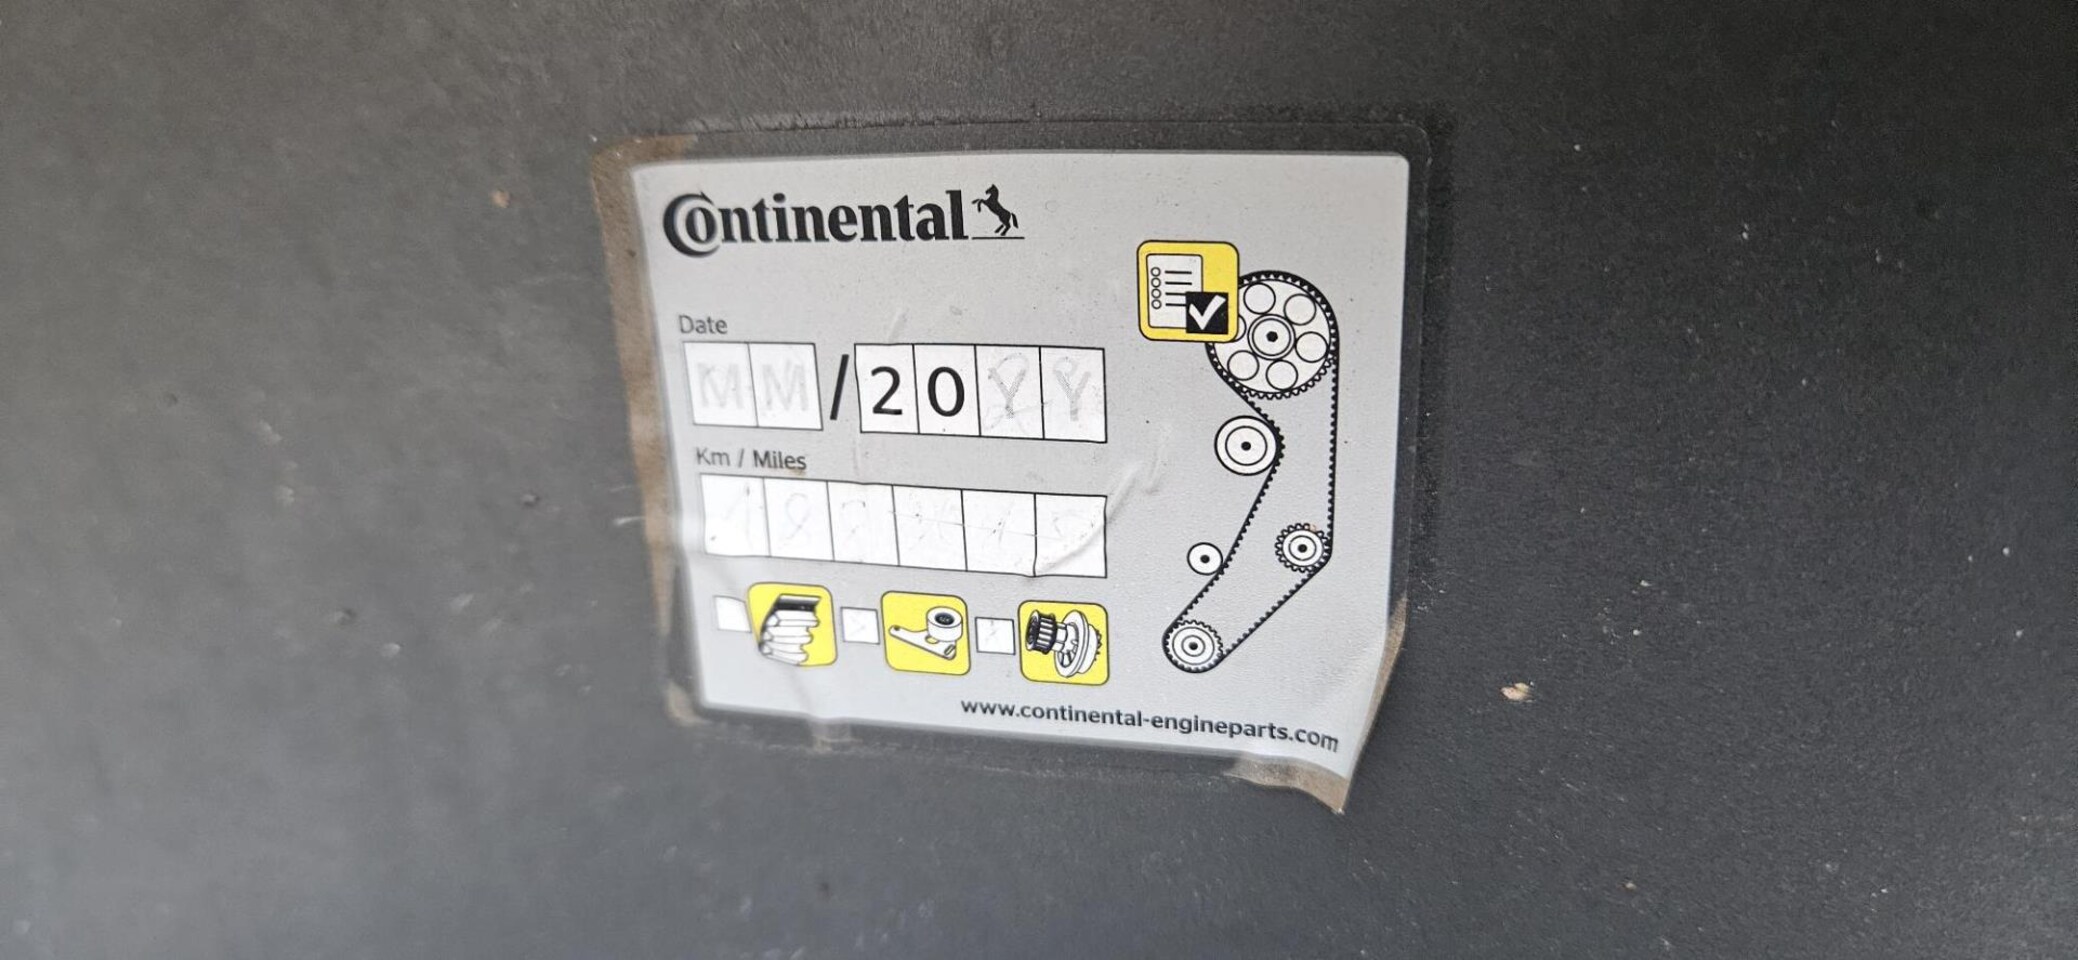 Continental
Date
MM/20YY
Km / Miles
www.continental-engineparts.com